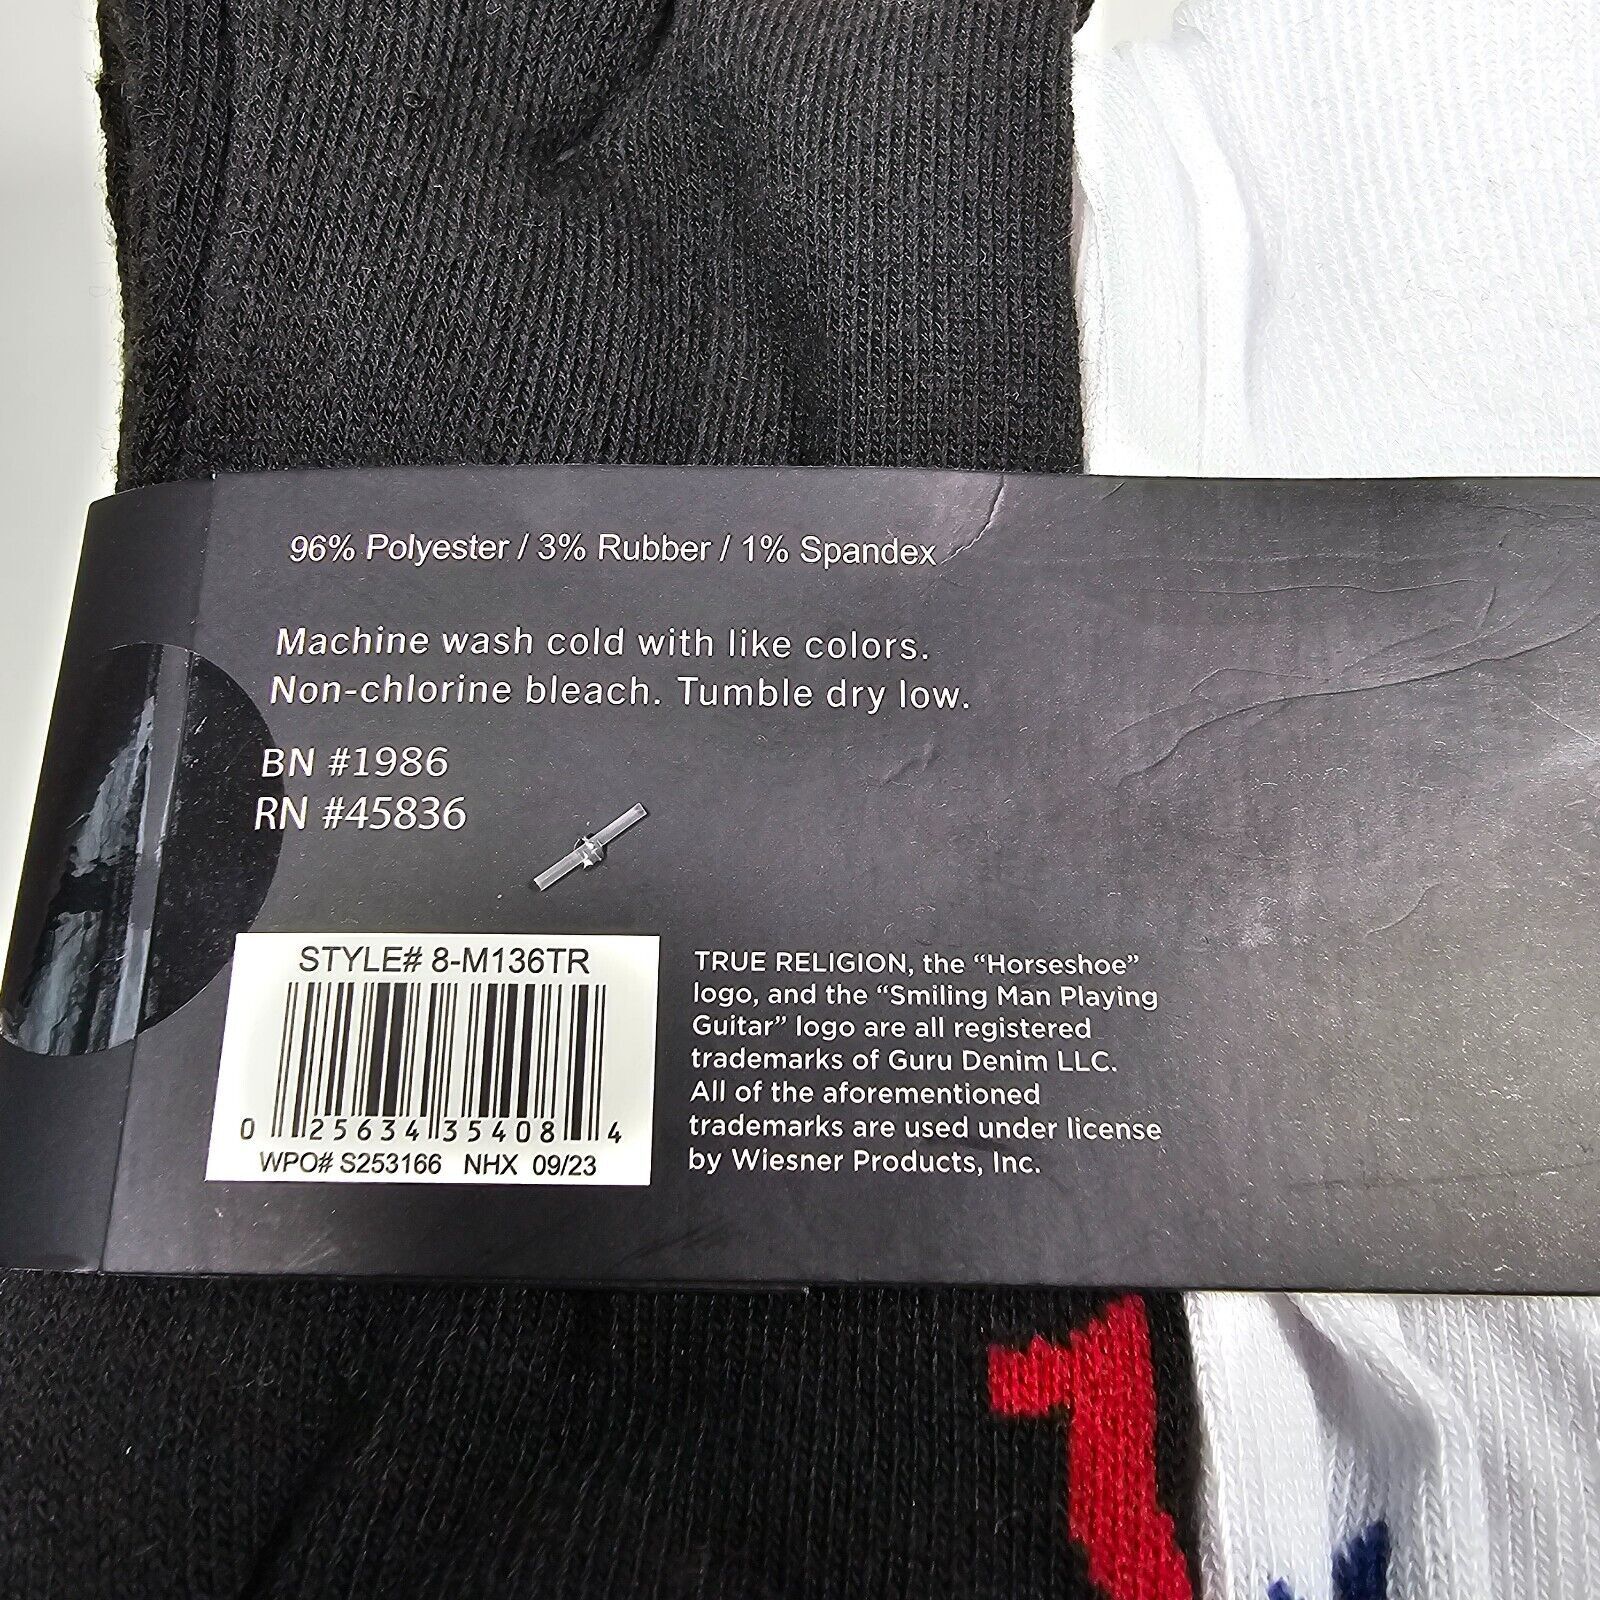 96% Polyester / 3% Rubber / 1% Spandex
Machine wash cold with like colors.
Non-chlorine bleach. Tumble dry low.
BN #1986
RN #45836
STYLE# 8-M136TR
0 25634 35408 4
WPO# S253166 NHX 09/23
TRUE RELIGION, the “Horseshoe”
logo, and the “Smiling Man Playing
Guitar” logo are all registered
trademarks of Guru Denim LLC.
All of the aforementioned
trademarks are used under license
by Wiesner Products, Inc.